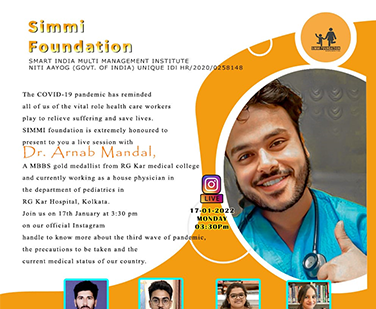 Simmi
Foundation
SMART INDIA MULTI MANAGEMENT INSTITUTE
NITI AAYOG (GOVT. OF INDIA) UNIQUE IDI HR/2020/0258148
SIMMI FOUNDATION
The COVID-19 pandemic has reminded
all of us of the vital role health care workers
play to relieve suffering and save lives.
SIMMI foundation is extremely honoured to
present to you a live session with
Dr. Arnab Mandal,
A MBBS gold medallist from RG Kar medical college
and currently working as a house physician in
the department of pediatrics in
RG Kar Hospital, Kolkata.
Join us on 17th January at 3:30 pm
on our official Instagram
handle to know more about the third wave of pandemic,
the precautions to be taken and the
current medical status of our country.
LIVE
17-01-2022
MONDAY
03:30Pm